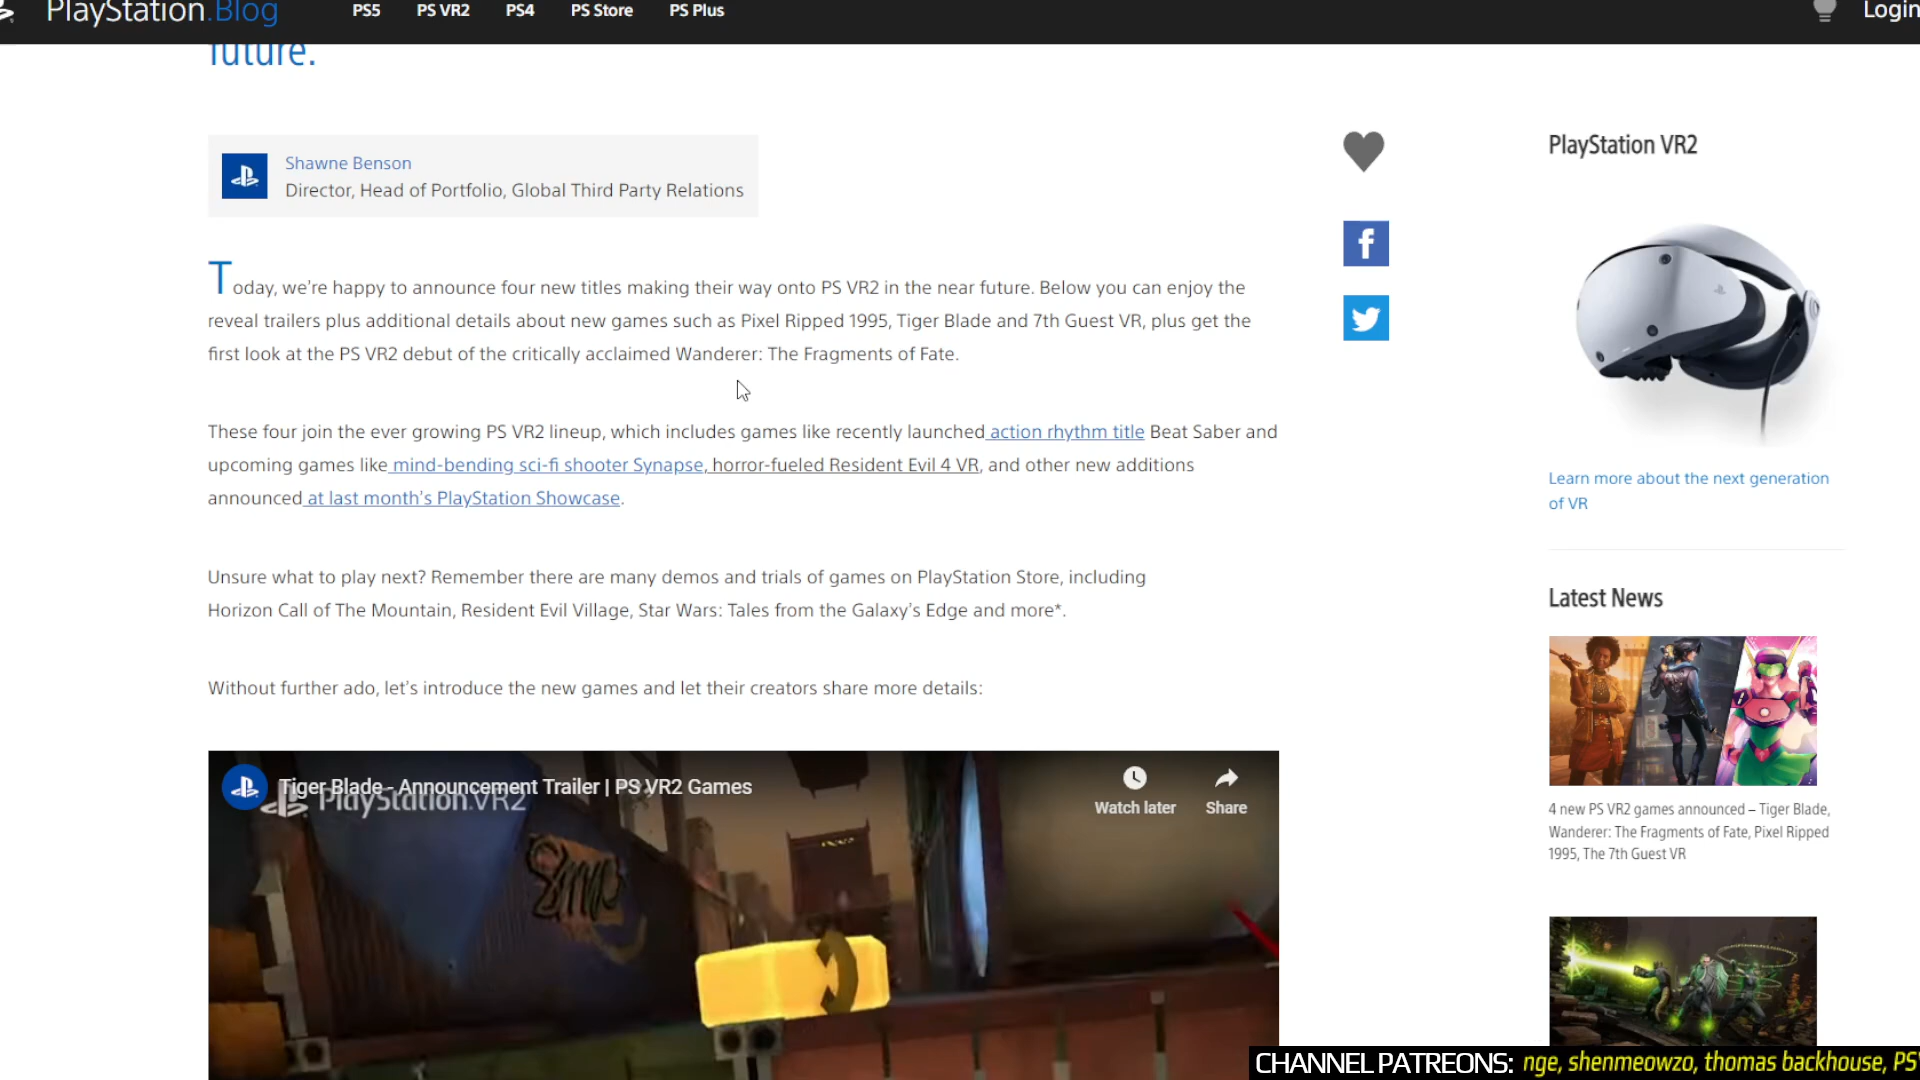 PlayStation.Blog
PS5
PS VR2
PS4
PS Store
PS Plus
Login
future.
Shawne Benson
Director, Head of Portfolio, Global Third Party Relations
Today, we're happy to announce four new titles making their way onto PS VR2 in the near future. Below you can enjoy the
reveal trailers plus additional details about new games such as Pixel Ripped 1995, Tiger Blade and 7th Guest VR, plus get the
first look at the PS VR2 debut of the critically acclaimed Wanderer: The Fragments of Fate.
These four join the ever growing PS VR2 lineup, which includes games like recently launched action rhythm title Beat Saber and
upcoming games like mind-bending sci-fi shooter Synapse, horror-fueled Resident Evil 4 VR, and other new additions
announced at last month's PlayStation Showcase.
Unsure what to play next? Remember there are many demos and trials of games on PlayStation Store, including
Horizon Call of The Mountain, Resident Evil Village, Star Wars: Tales from the Galaxy's Edge and more*.
Without further ado, let's introduce the new games and let their creators share more details:
Tiger Blade - Announcement Trailer | PS VR2 Games
PlayStation.VR2
Watch later
Share
PlayStation VR2
Learn more about the next generation
of VR
Latest News
4 new PS VR2 games announced – Tiger Blade,
Wanderer: The Fragments of Fate, Pixel Ripped
1995, The 7th Guest VR
CHANNEL PATREONS: nge, shenmeowzo, thomas backhouse, PS